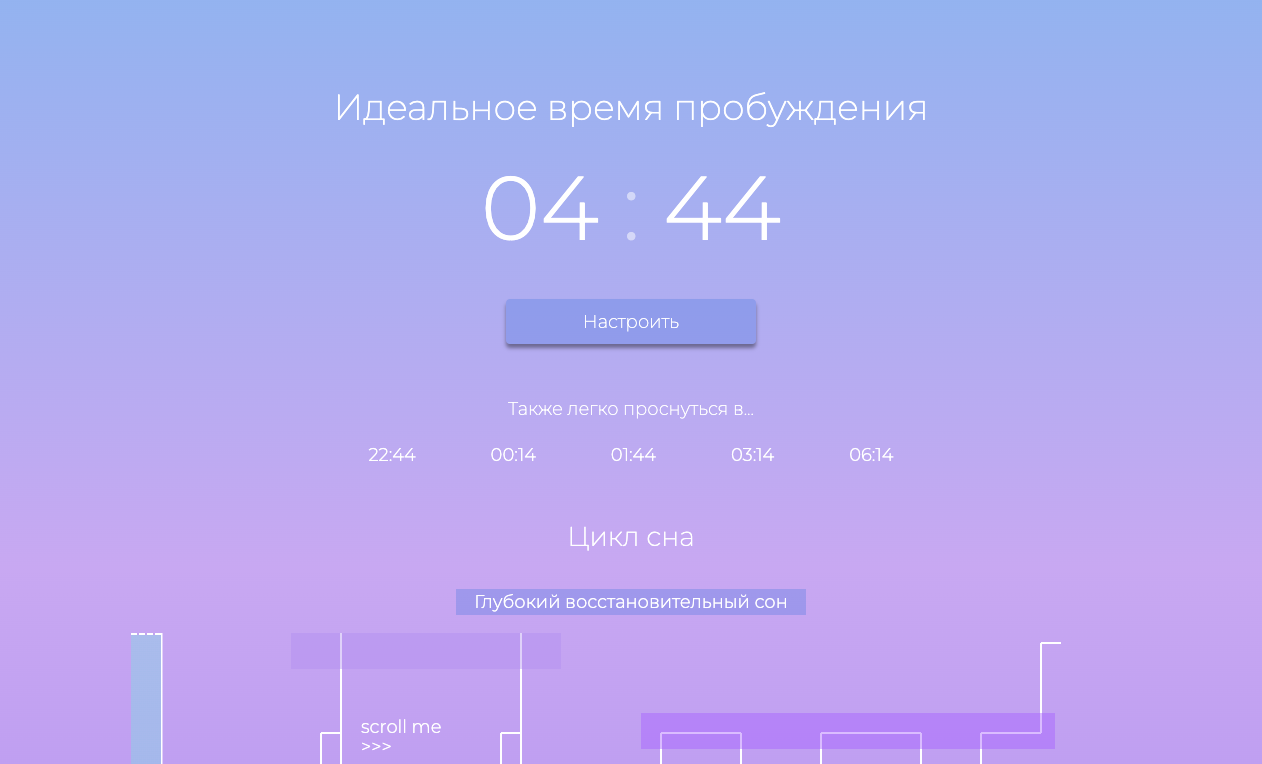 Идеальное время пробуждения
04 : 44
Настроить
Также легко проснуться в...
22:44 00:14 01:44 03:14 06:14
Цикл сна
Глубокий восстановительный сон
scroll me
>>>